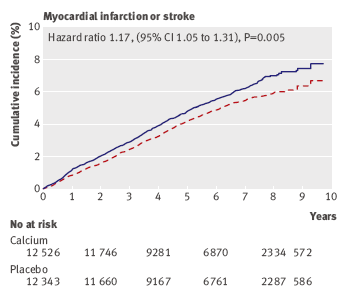 Myocardial infarction or stroke
Hazard ratio 1.17, (95% CI 1.05 to 1.31), P=0.005
Cumulative incidence (%)
10
8
6
4
2
0
0 1 2 3 4 5 6 7 8 9 10
Years
No at risk
Calcium
12 526 11 746 9281 6870 2334 572
Placebo
12 343 11 660 9167 6761 2287 586